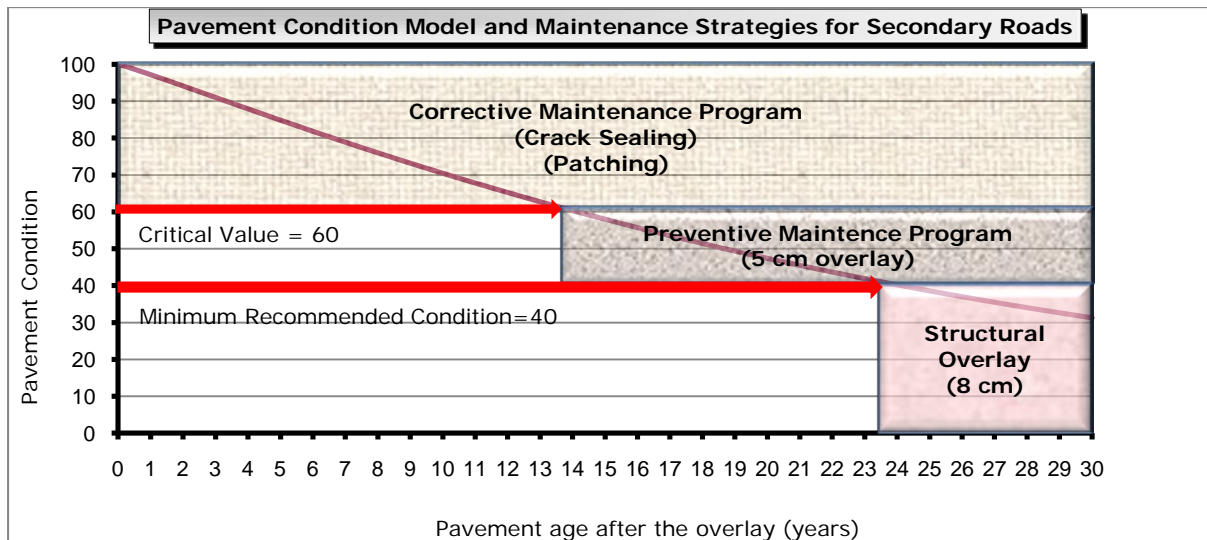 Pavement Condition Model and Maintenance Strategies for Secondary Roads
Pavement Condition
100
90
80
70
60
50
40
30
20
10
0
Corrective Maintenance Program
(Crack Sealing)
(Patching)
Critical Value = 60
Preventive Maintence Program
(5 cm overlay)
Minimum Recommended Condition=40
Structural
Overlay
(8 cm)
0 1 2 3 4 5 6 7 8 9 10 11 12 13 14 15 16 17 18 19 20 21 22 23 24 25 26 27 28 29 30
Pavement age after the overlay (years)